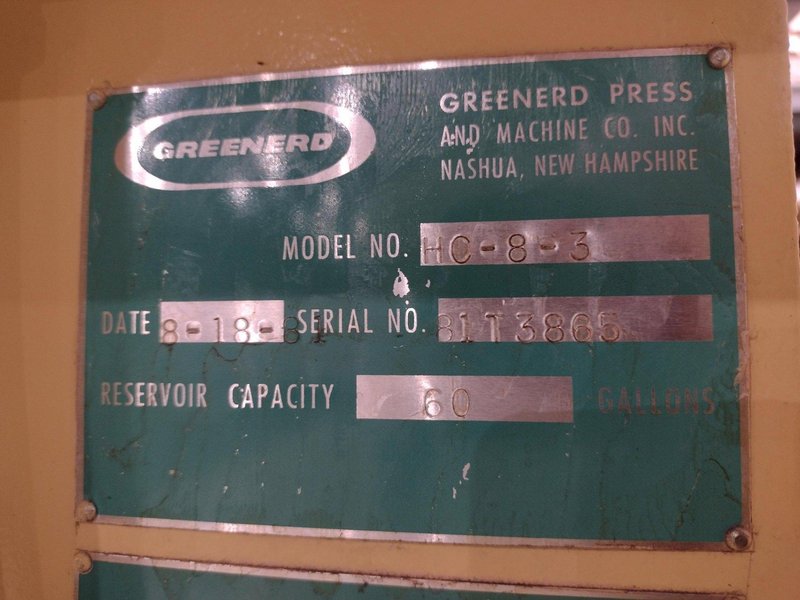 GREENERD
GREENERD PRESS
AND MACHINE CO. INC.
NASHUA, NEW HAMPSHIRE
MODEL NO. HC-8-3
DATE 8-18-81 SERIAL NO. 81T3865
RESERVOIR CAPACITY 60 GALLONS